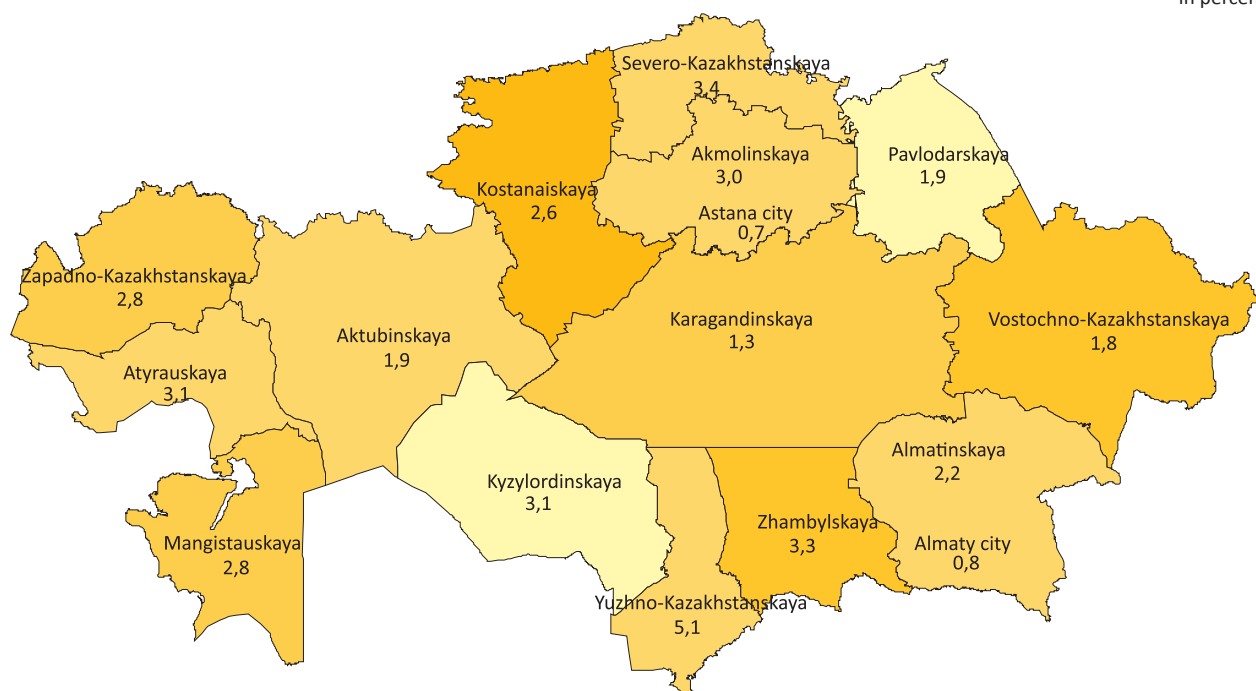 in percen
Severo-Kazakhstanskaya
3,4
Akmolinskaya
3,0
Pavlodarskaya
1,9
Kostanaiskaya
2,6
Astana city
0,7
Zapadno-Kazakhstanskaya
2,8
Aktubinskaya
1,9
Karagandinskaya
1,3
Vostochno-Kazakhstanskaya
1,8
Atyrauskaya
3,1
Almatinskaya
2,2
Kyzylordinskaya
3,1
Zhambylskaya
3,3
Mangistauskaya
2,8
Almaty city
0,8
Yuzhno-Kazakhstanskaya
5,1